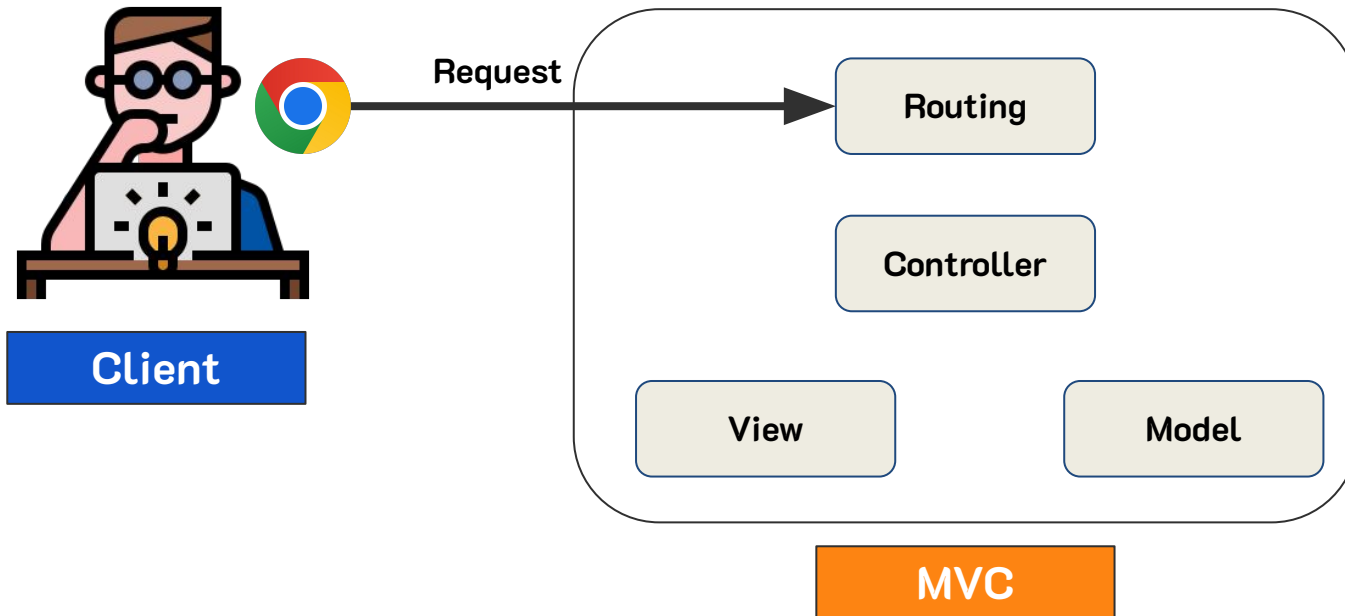 Request
Routing
Controller
Client
View
Model
MVC